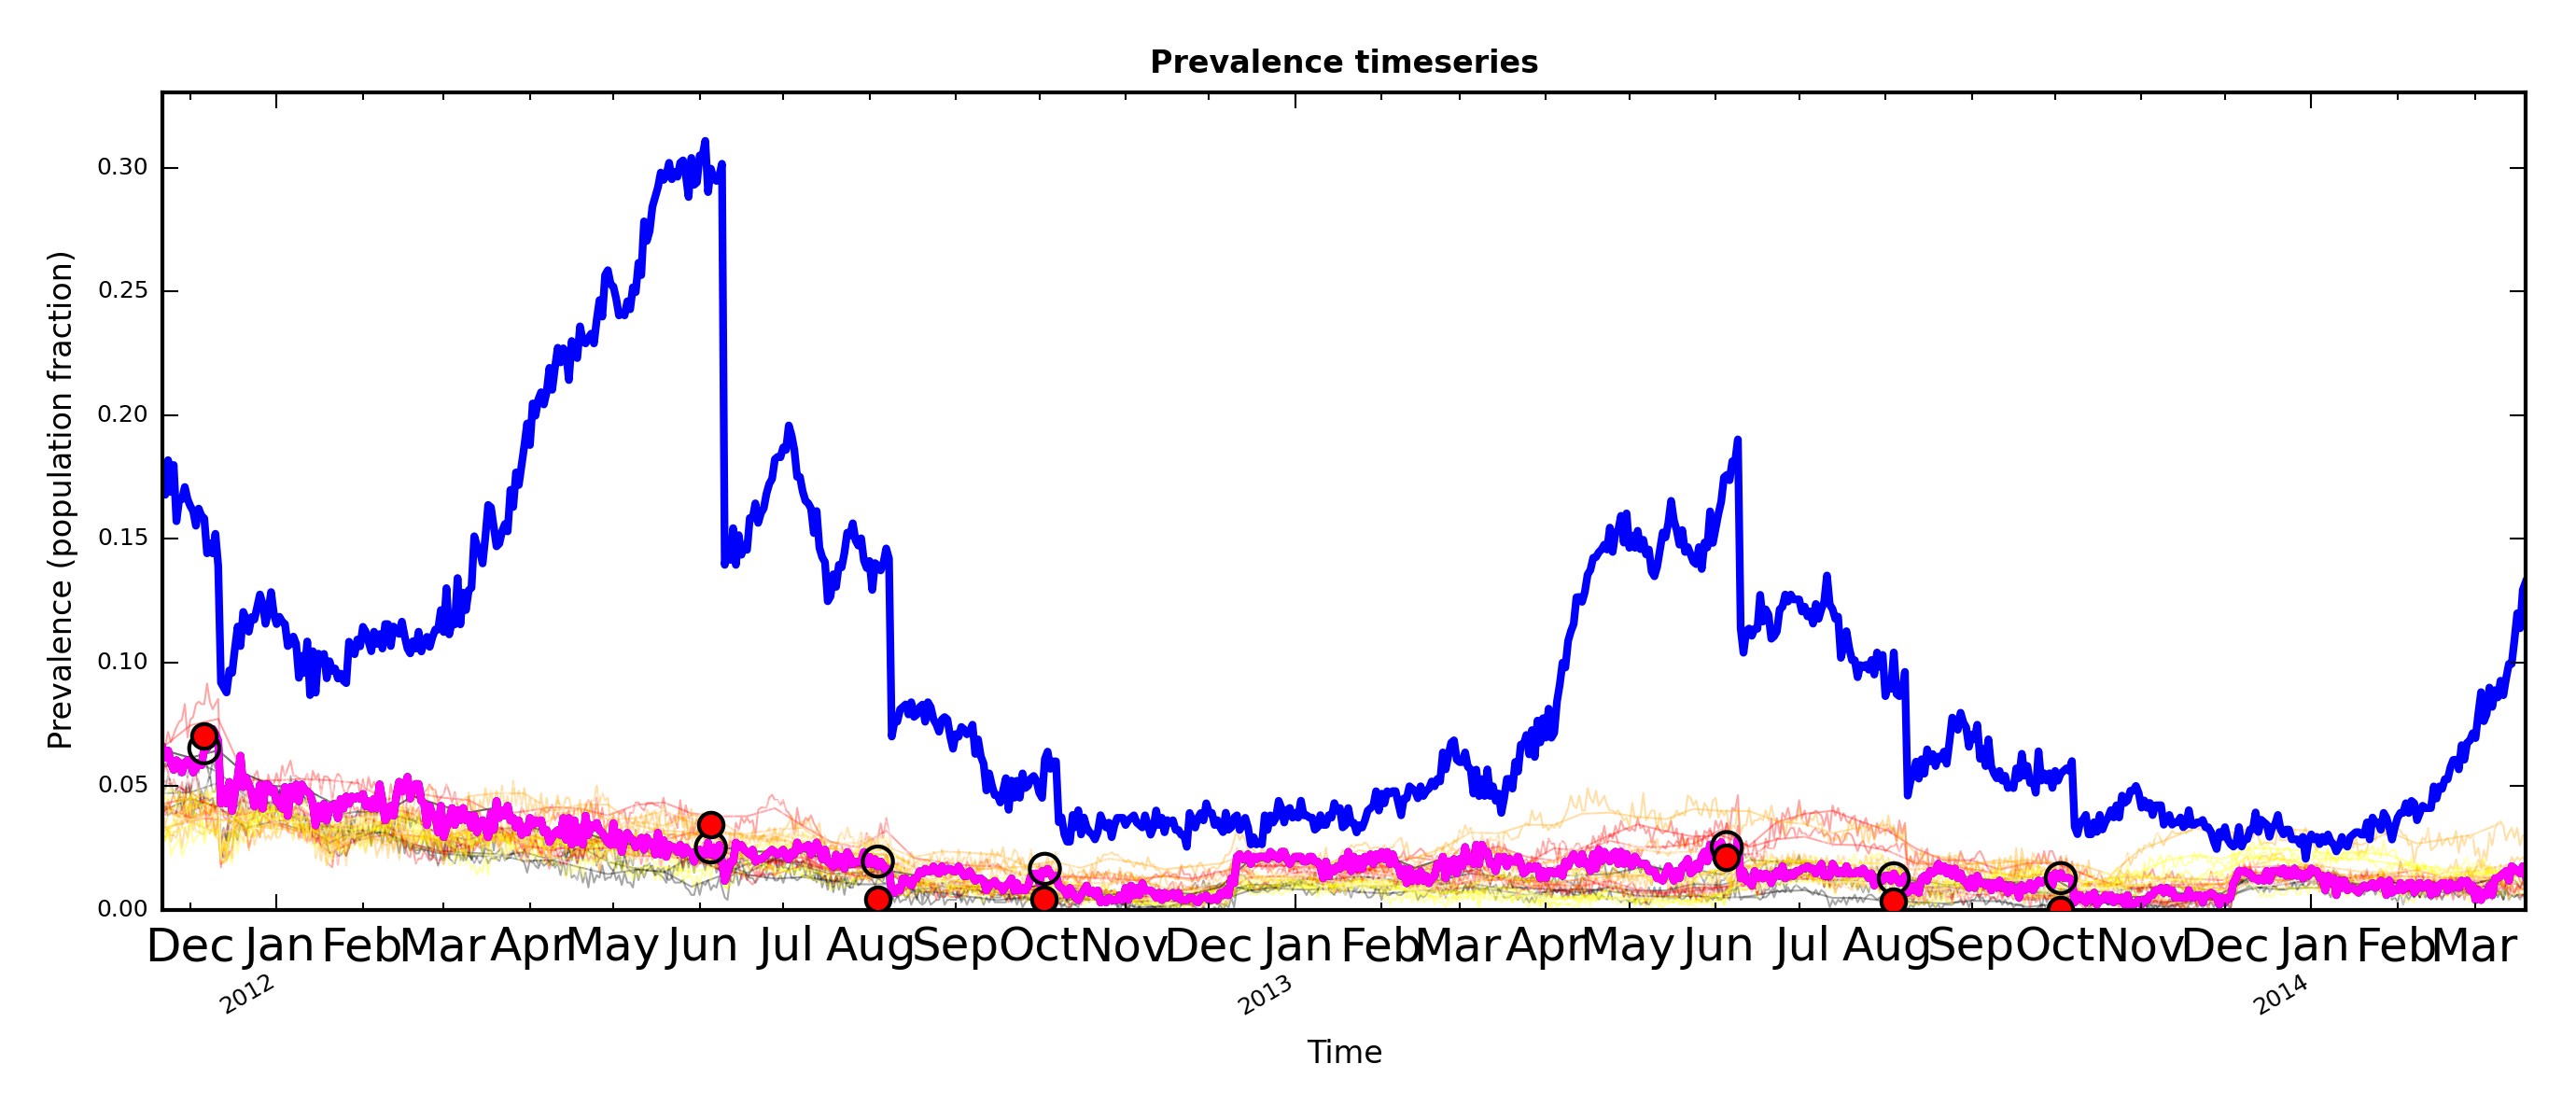 Prevalence timeseries
Prevalence (population fraction)
0.30
0.25
0.20
0.15
0.10
0.05
0.00
Dec Jan Feb Mar Apr May Jun Jul Aug Sep Oct Nov Dec Jan Feb Mar Apr May Jun Jul Aug Sep Oct Nov Dec Jan Feb Mar
2012 2013 2014
Time